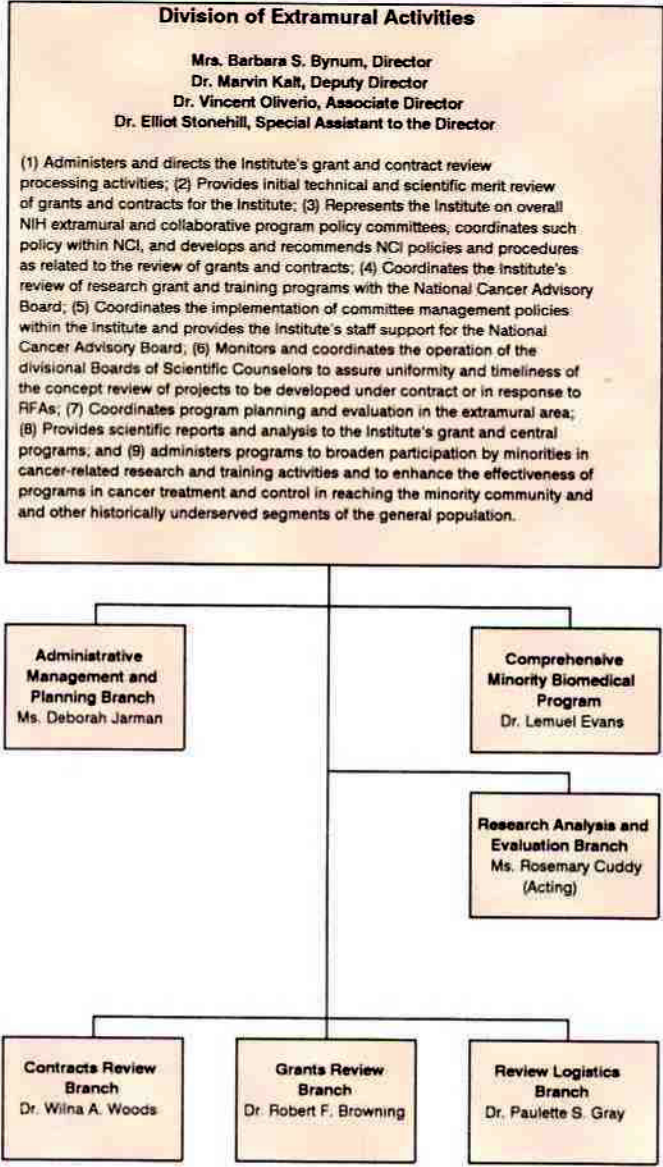 Division of Extramural Activities
Mrs. Barbara S. Bynum, Director
Dr. Marvin Kalt, Deputy Director
Dr. Vincent Oliverio, Associate Director
Dr. Elliot Stonehill, Special Assistant to the Director
(1) Administers and directs the Institute's grant and contract review
processing activities; (2) Provides initial technical and scientific merit review
of grants and contracts for the Institute; (3) Represents the Institute on overall
NIH extramural and collaborative program policy committees, coordinates such
policy within NCI, and develops and recommends NCI policies and procedures
as related to the review of grants and contracts; (4) Coordinates the Institute's
review of research grant and training programs with the National Cancer Advisory
Board; (5) Coordinates the implementation of committee management policies
within the Institute and provides the Institute's staff support for the National
Cancer Advisory Board; (6) Monitors and coordinates the operation of the
divisional Boards of Scientific Counselors to assure uniformity and timeliness of
the concept review of projects to be developed under contract or in response to
RFAs; (7) Coordinates program planning and evaluation in the extramural area;
(8) Provides scientific reports and analysis to the Institute's grant and central
programs; and (9) administers programs to broaden participation by minorities in
cancer-related research and training activities and to enhance the effectiveness of
programs in cancer treatment and control in reaching the minority community and
and other historically underserved segments of the general population.
Administrative
Management and
Planning Branch
Ms. Deborah Jarman
Comprehensive
Minority Biomedical
Program
Dr. Lemuel Evans
Research Analysis and
Evaluation Branch
Ms. Rosemary Cuddy
(Acting)
Contracts Review
Branch
Dr. Wilna A. Woods
Grants Review
Branch
Dr. Robert F. Browning
Review Logistics
Branch
Dr. Paulette S. Gray